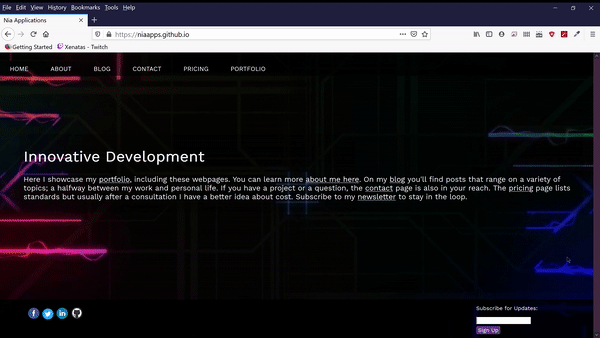 File Edit View History Bookmarks Tools Help
Nia Applications
https://niaapps.github.io
Getting Started Xenatas - Twitch
HOME ABOUT BLOG CONTACT PRICING PORTFOLIO
Innovative Development
Here I showcase my portfolio, including these webpages. You can learn more about me here. On my blog you'll find posts that range on a variety of
topics; a halfway between my work and personal life. If you have a project or a question, the contact page is also in your reach. The pricing page lists
standards but usually after a consultation I have a better idea about cost. Subscribe to my newsletter to stay in the loop.
Subscribe for Updates:
Sign Up